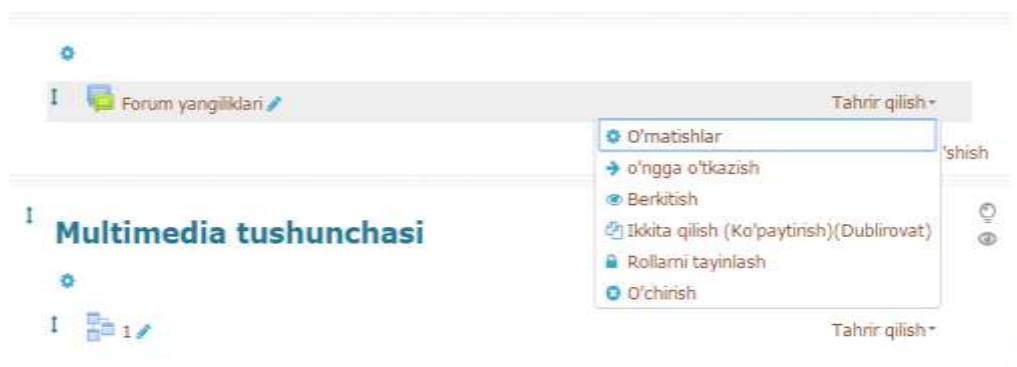 Forum yangiliklari
Tahrir qilish
O'rnatishlar
'shish
o'ngga o'tkazish
Berkitish
Ikkita qilish (Ko'paytirish)(Dublirovat)
Rollarni tayinlash
O'chirish
Multimedia tushunchasi
1
Tahrir qilish